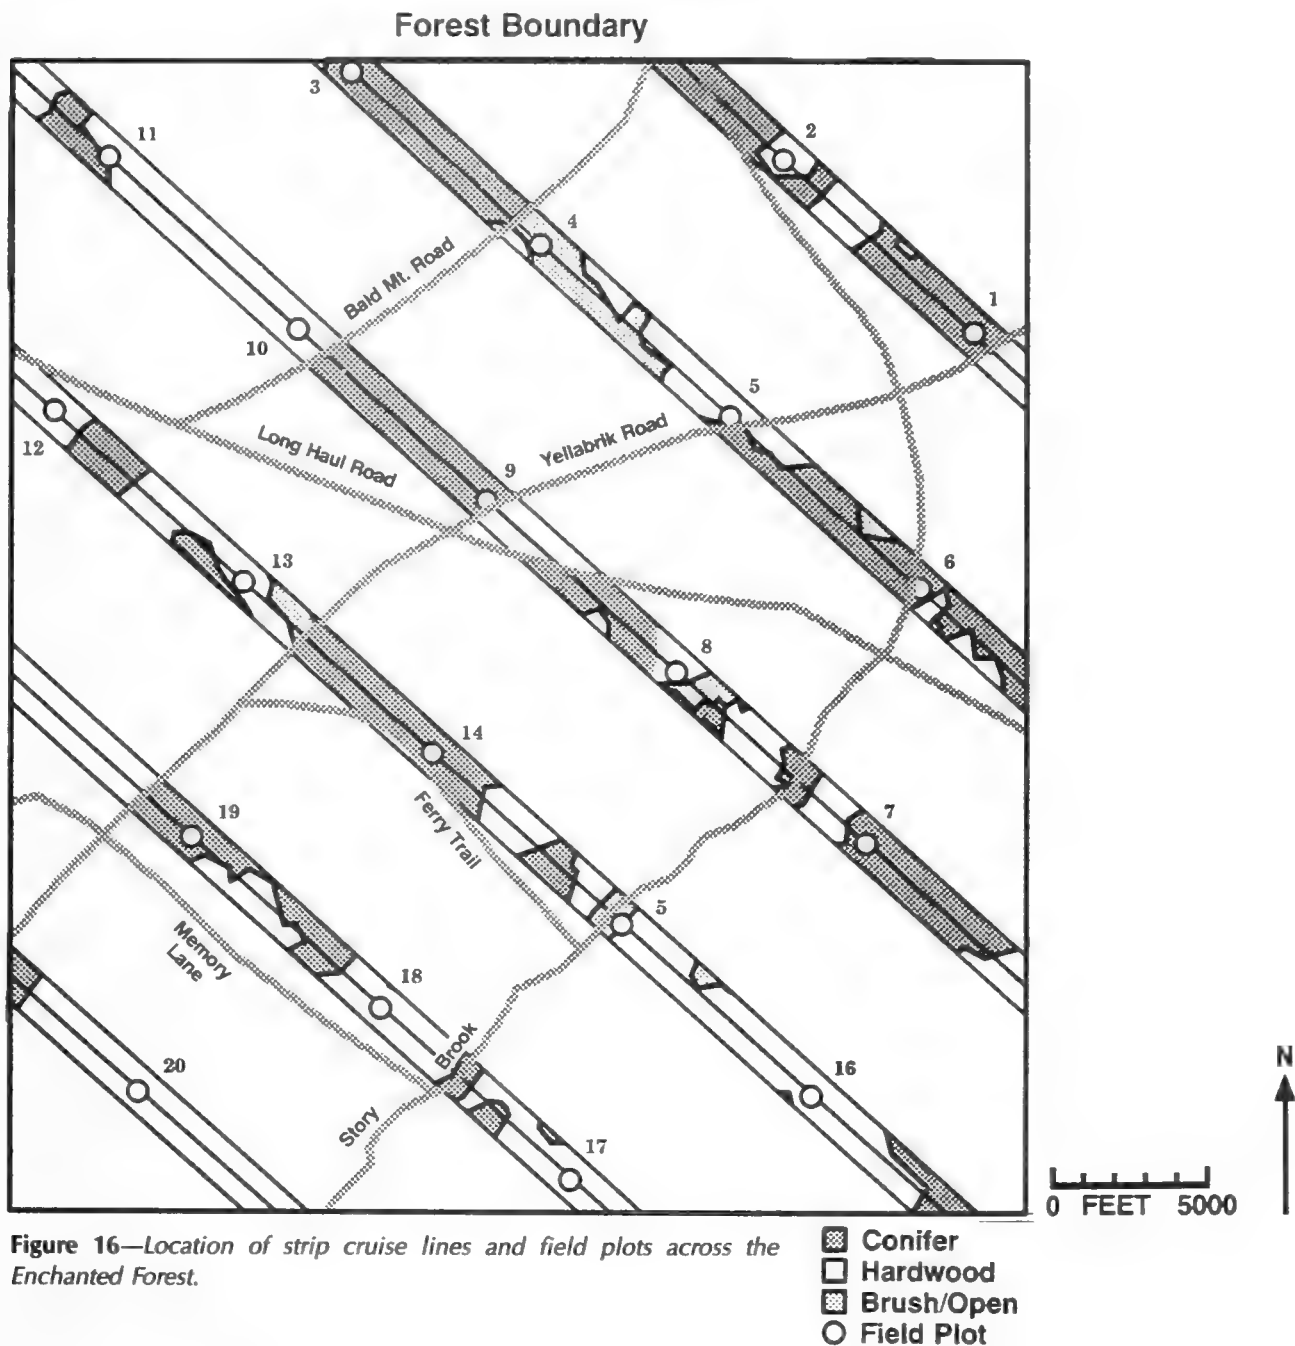 Forest Boundary
3
2
11
4
1
Bald Mt. Road
10
5
12
Long Haul Road
Yellabrik Road
9
13
6
8
14
19
7
Ferry Trail
5
Memory
Lane
18
Brook
20
16
Story
17
N
0 FEET 5000
Figure 16—Location of strip cruise lines and field plots across the
Enchanted Forest.
Conifer
Hardwood
Brush/Open
Field Plot